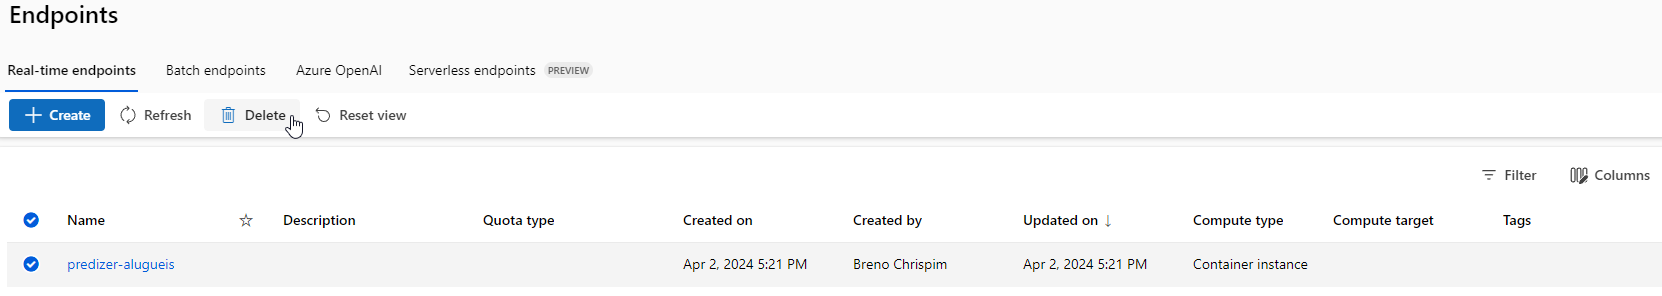 Endpoints
Real-time endpoints Batch endpoints Azure OpenAI Serverless endpoints PREVIEW
Create Refresh Delete Reset view
Filter Columns
Name Description Quota type Created on Created by Updated on ↓ Compute type Compute target Tags
predizer-alugueis Apr 2, 2024 5:21 PM Breno Chrispim Apr 2, 2024 5:21 PM Container instance